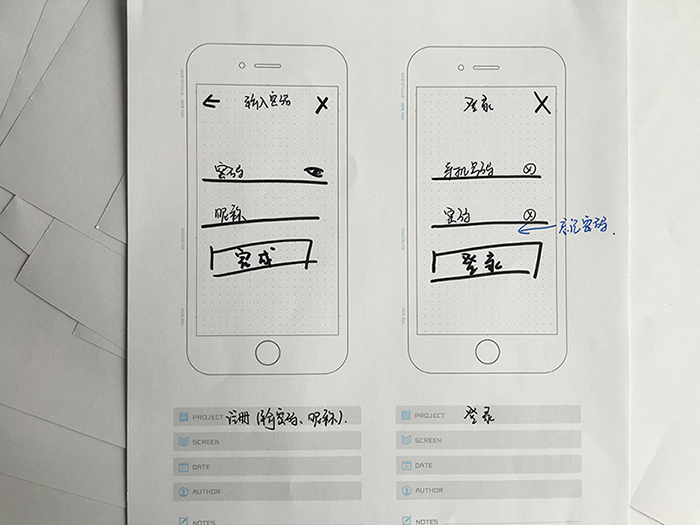 输入密码
密码
昵称
完成
PROJECT 注册(输密码、昵称).
SCREEN
DATE
AUTHOR
NOTES
登录
手机号码
密码
忘记密码.
登录
PROJECT 登录
SCREEN
DATE
AUTHOR
NOTES